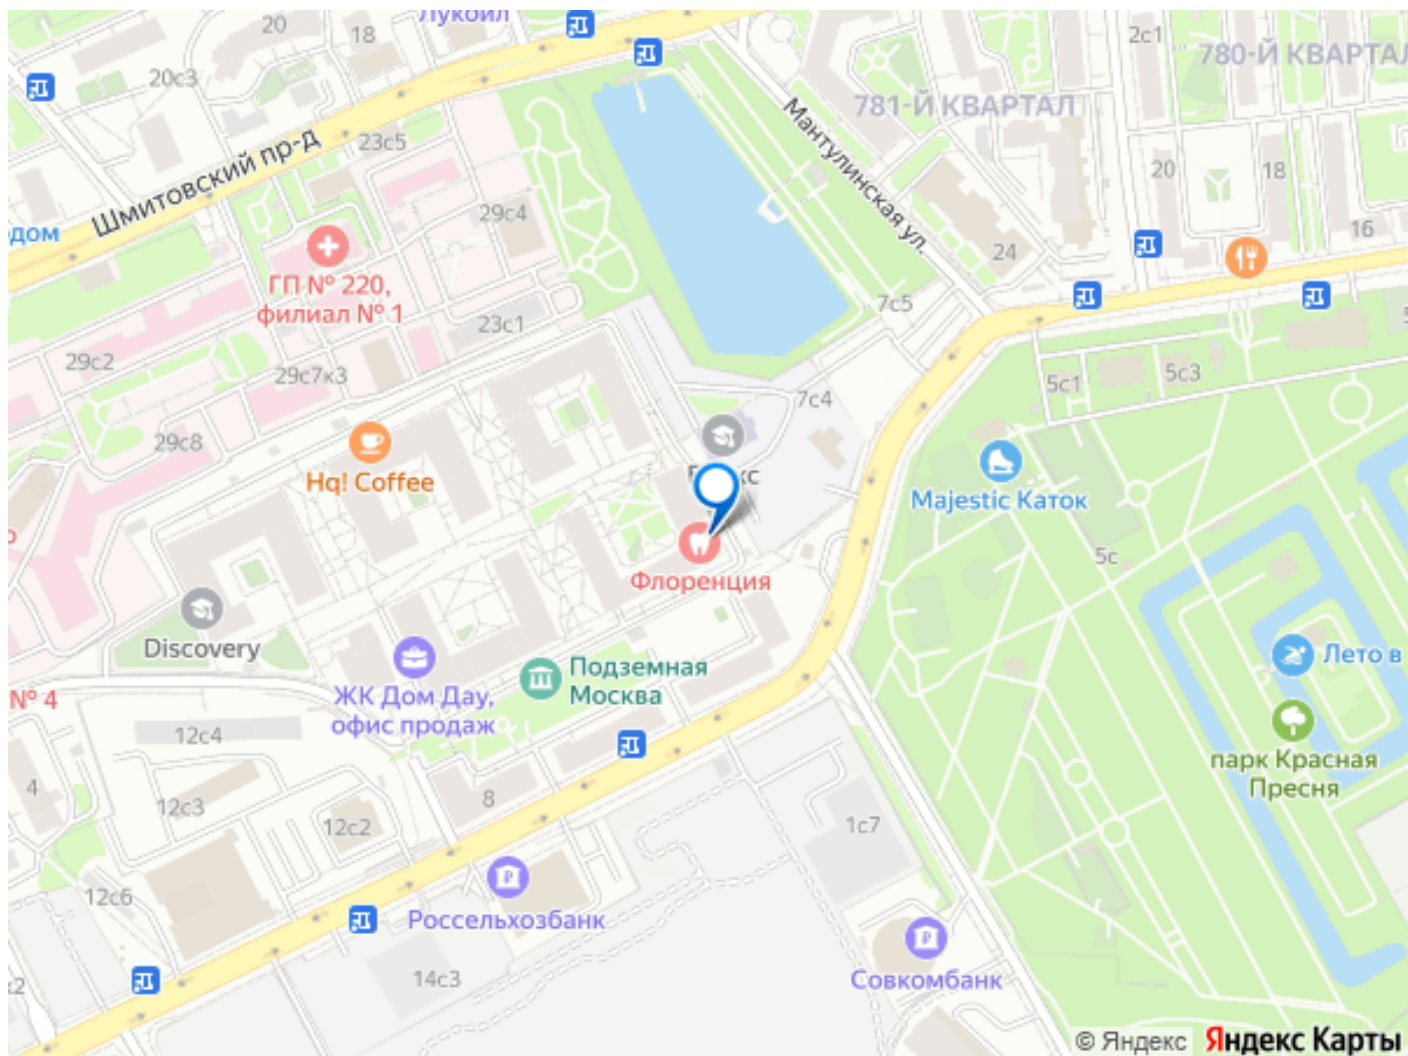 Лукойл
20
18
2с1
780-Й КВАРТАЛ
20с3
781-Й КВАРТАЛ
Мантулинская ул.
23с5
Шмитовский пр-д
20
18
29с4
16
одом
24
ГП № 220,
филиал № 1
7с5
23с1
29с2
29с7к3
5с1
5с3
7с4
29с8
Hq! Coffee
Majestic Каток
5с
Флоренция
Discovery
Подземная
Москва
Лето в
№ 4
ЖК Дом Дау,
офис продаж
12с4
парк Красная
Пресня
4
12с3
8
12с2
1с7
12с6
Россельхозбанк
Совкомбанк
14с3
© Яндекс
Яндекс Карты